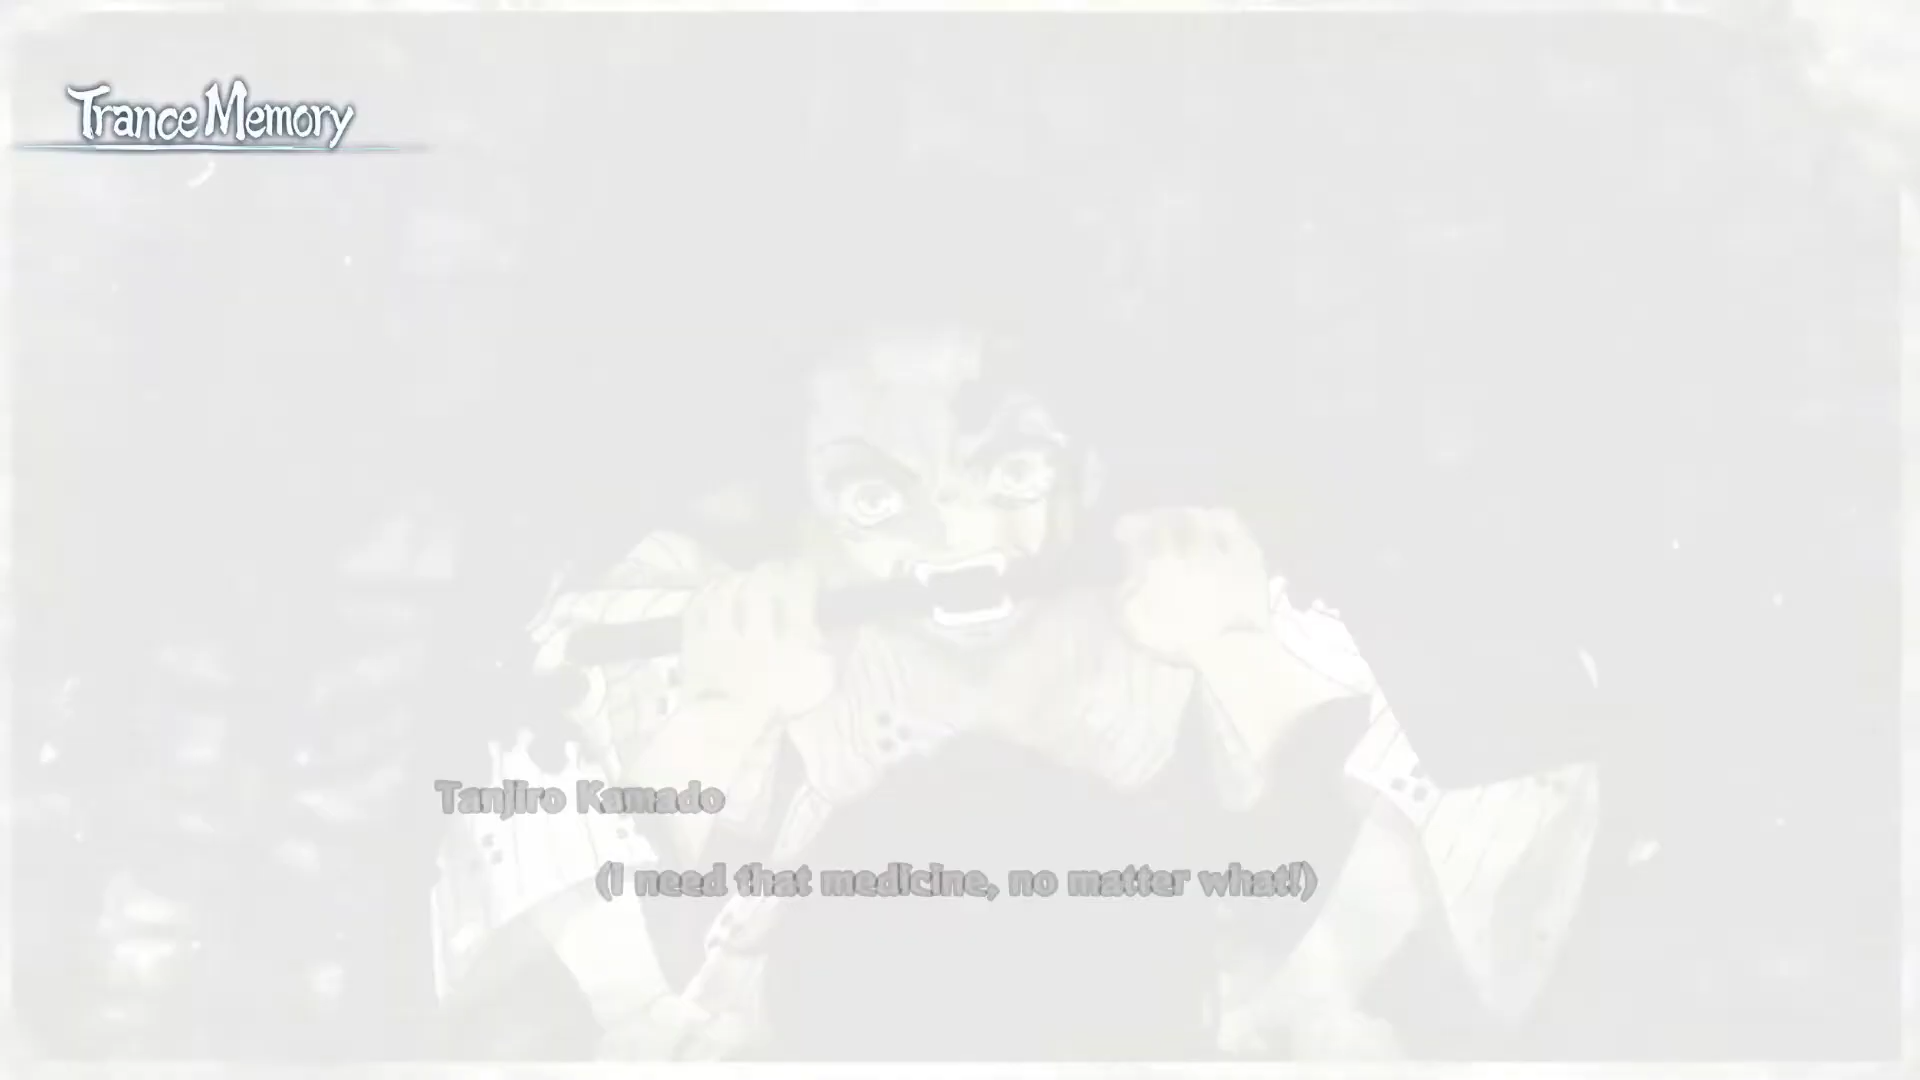 Trance Memory
Tanjiro Kamado
(I need that medicine, no matter what!)